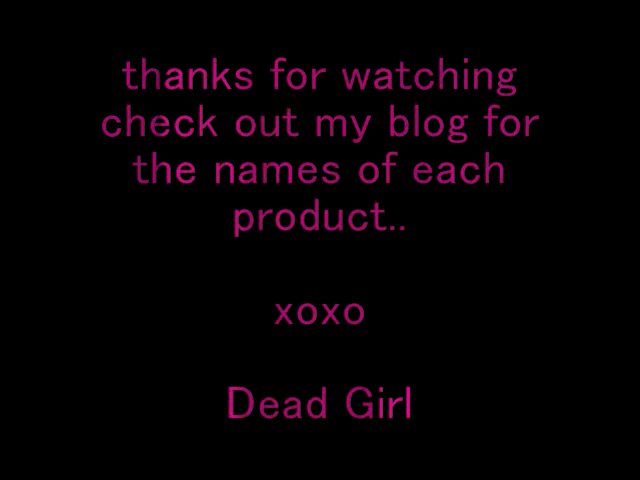 thanks for watching
check out my blog for
the names of each
product..
xoxo
Dead Girl